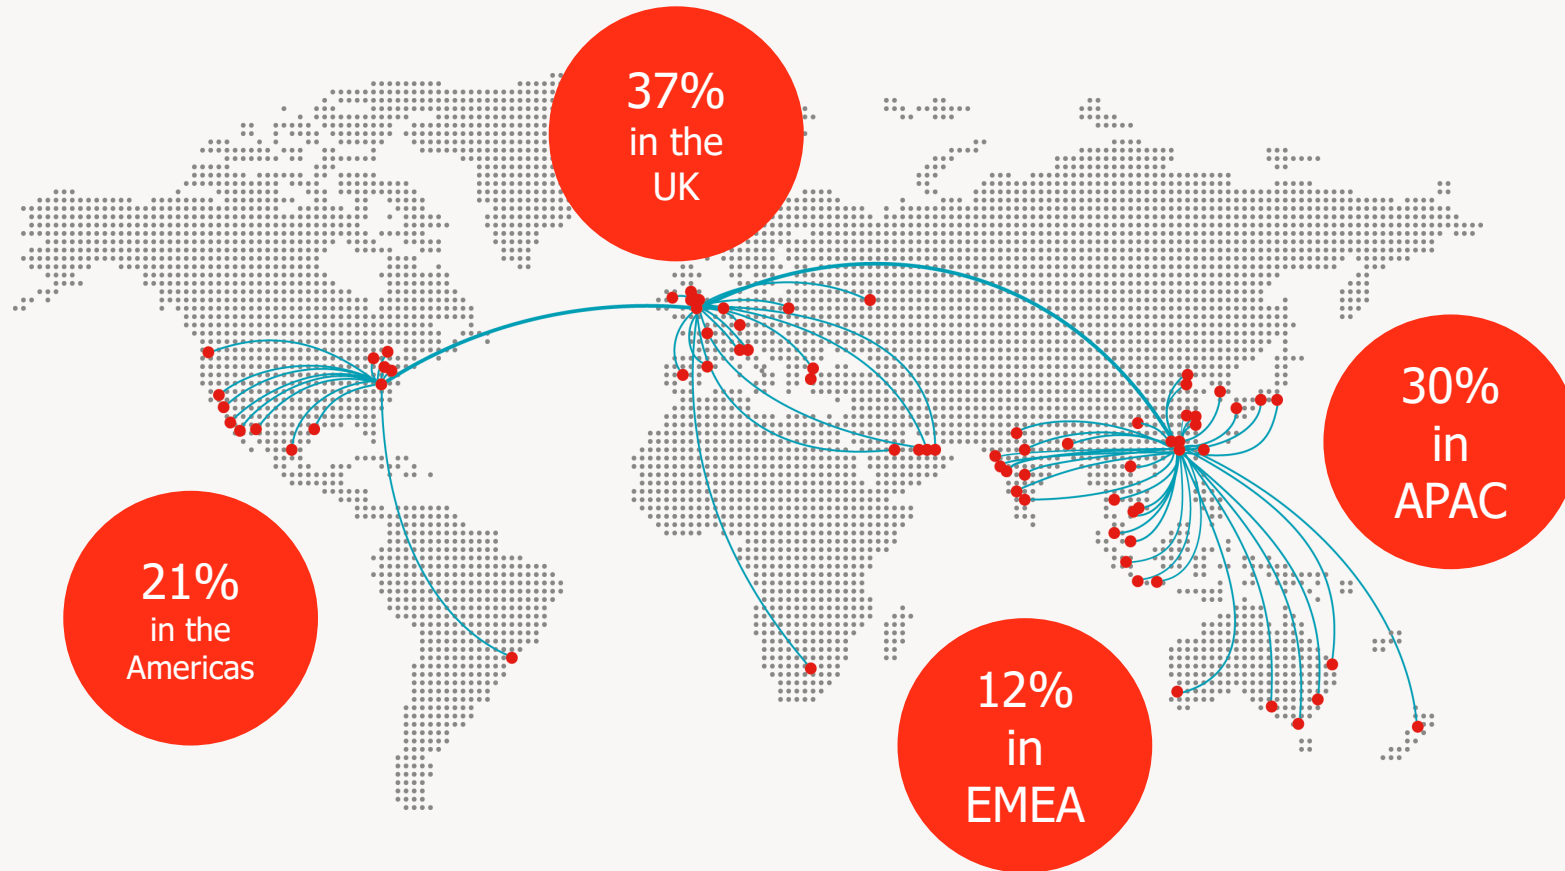 37%
in the
UK
30%
in
APAC
21%
in the
Americas
12%
in
EMEA